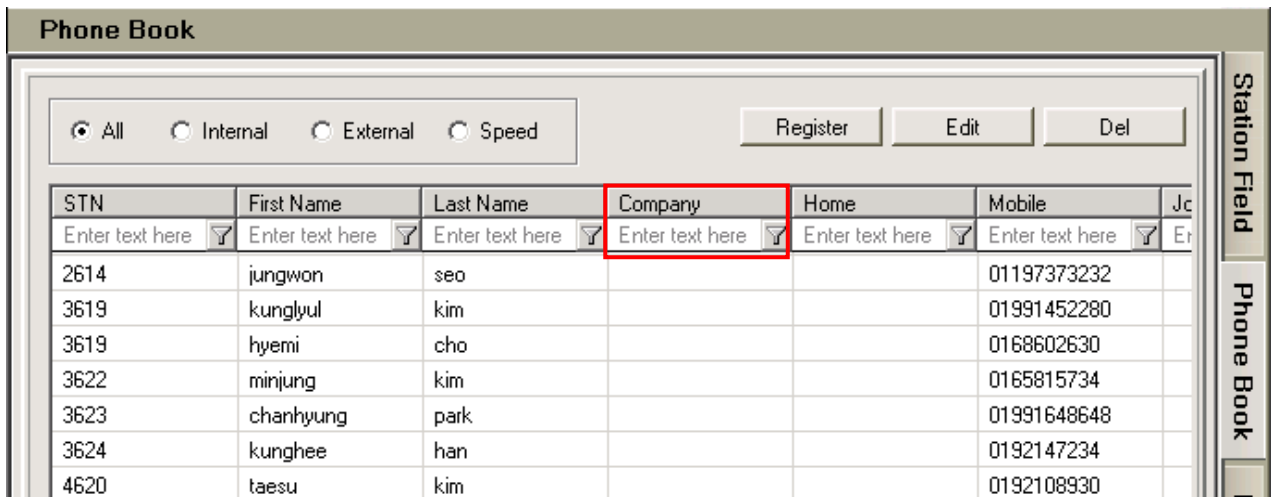 Phone Book
All Internal External Speed Register Edit Del
STN First Name Last Name Company Home Mobile Jo
Enter text here Enter text here Enter text here Enter text here Enter text here Enter text here Er
2614 jungwon seo 01197373232
3619 kunglyul kim 01991452280
3619 hyemi cho 0168602630
3622 minjung kim 0165815734
3623 chanhyung park 01991648648
3624 kunghee han 0192147234
4620 taesu kim 0192108930
Station Field
Phone Book